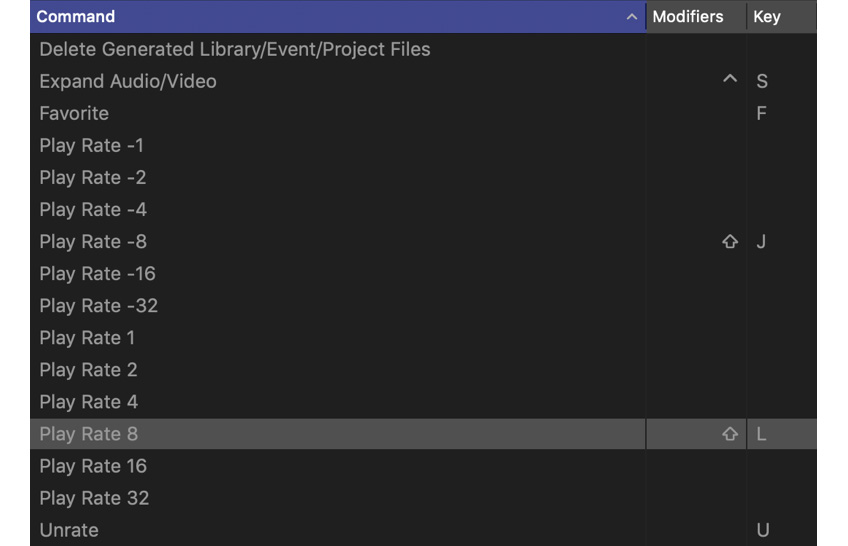 Command Modifiers Key
Delete Generated Library/Event/Project Files
Expand Audio/Video ^ S
Favorite F
Play Rate -1
Play Rate -2
Play Rate -4
Play Rate -8 ⇧ J
Play Rate -16
Play Rate -32
Play Rate 1
Play Rate 2
Play Rate 4
Play Rate 8 ⇧ L
Play Rate 16
Play Rate 32
Unrate U